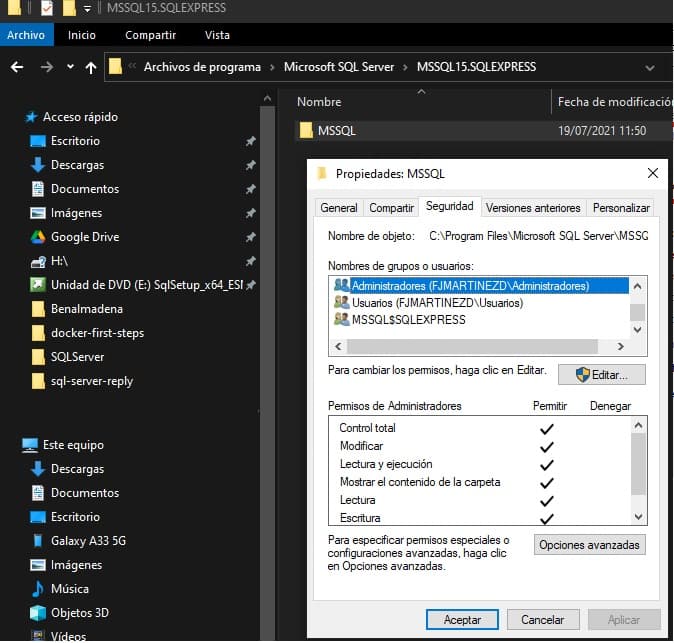 MSSQL15.SQLEXPRESS
Archivo Inicio Compartir Vista
« Archivos de programa › Microsoft SQL Server › MSSQL15.SQLEXPRESS
Nombre Fecha de modificación
MSSQL 19/07/2021 11:50
Acceso rápido
Escritorio
Descargas
Documentos
Imágenes
Google Drive
H:\
Unidad de DVD (E:) SqlSetup_x64_ESN
Benalmadena
docker-first-steps
SQLServer
sql-server-reply
Este equipo
Descargas
Documentos
Escritorio
Galaxy A33 5G
Imágenes
Música
Objetos 3D
Vídeos
Propiedades: MSSQL
General Compartir Seguridad Versiones anteriores Personalizar
Nombre de objeto: C:\Program Files\Microsoft SQL Server\MSSQ
Nombres de grupos o usuarios:
Administradores (FJMARTINEZD\Administradores)
Usuarios (FJMARTINEZD\Usuarios)
MSSQL$SQLEXPRESS
Para cambiar los permisos, haga clic en Editar. Editar...
Permisos de Administradores Permitir Denegar
Control total
Modificar
Lectura y ejecución
Mostrar el contenido de la carpeta
Lectura
Escritura
Para especificar permisos especiales o
configuraciones avanzadas, haga clic
en Opciones avanzadas.
Opciones avanzadas
Aceptar Cancelar Aplicar